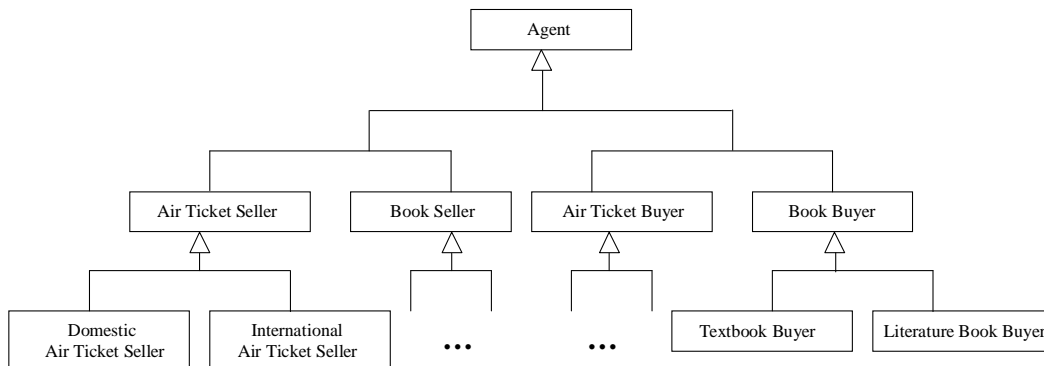 Agent
Air Ticket Seller
Book Seller
Air Ticket Buyer
Book Buyer
Domestic
Air Ticket Seller
International
Air Ticket Seller
...
...
Textbook Buyer
Literature Book Buyer